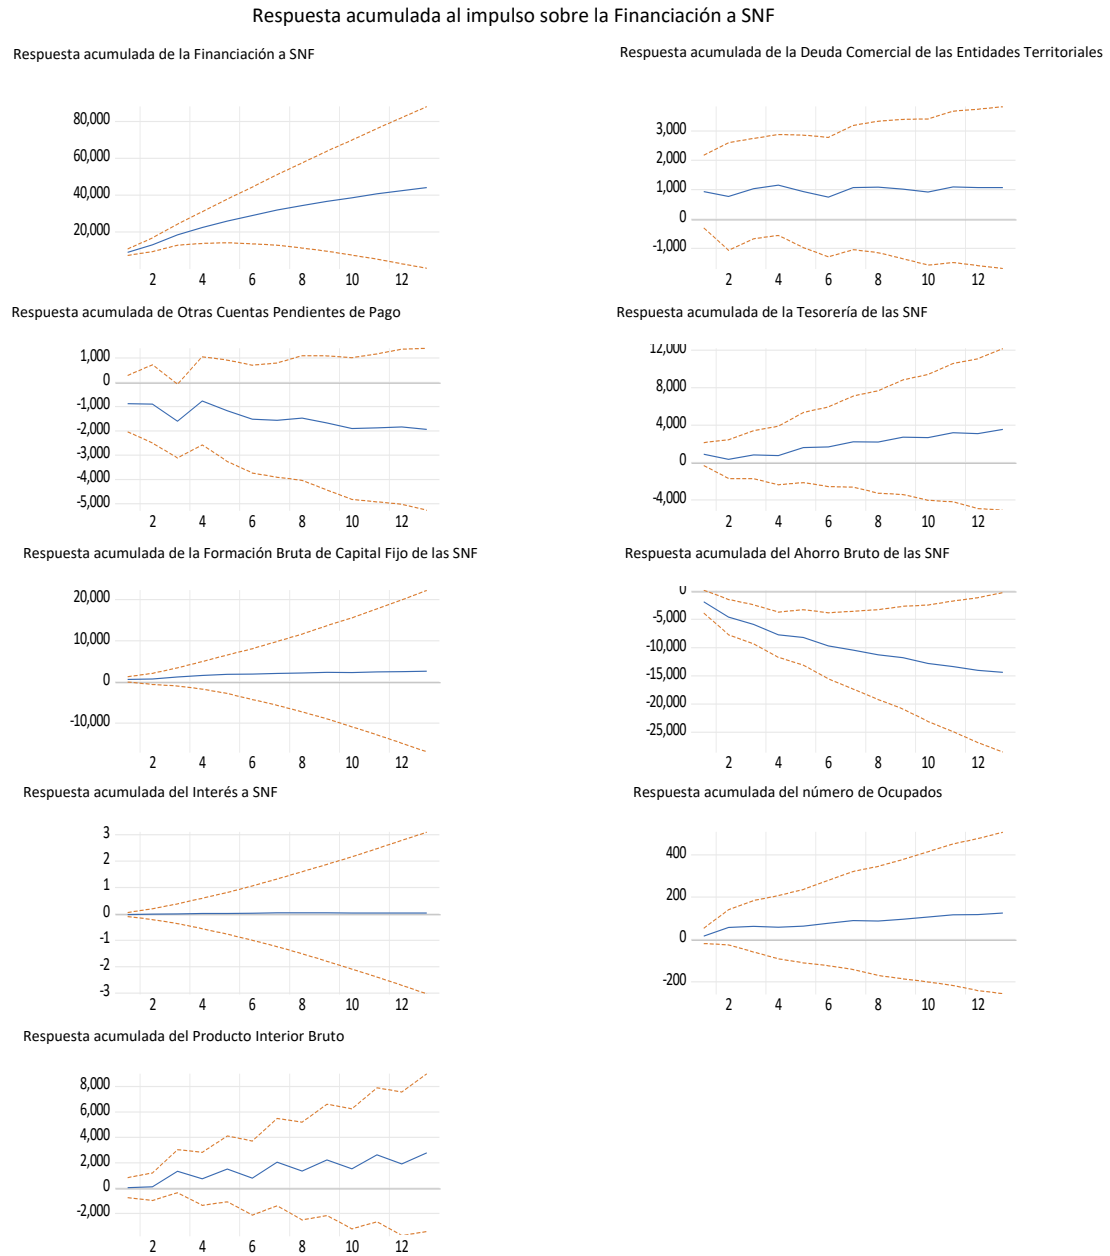 Respuesta acumulada al impulso sobre la Financiación a SNF
Respuesta acumulada de la Financiación a SNF
80,000
60,000
40,000
20,000
2 4 6 8 10 12
Respuesta acumulada de la Deuda Comercial de las Entidades Territoriales
3,000
2,000
1,000
0
-1,000
2 4 6 8 10 12
Respuesta acumulada de Otras Cuentas Pendientes de Pago
1,000
0
-1,000
-2,000
-3,000
-4,000
-5,000
2 4 6 8 10 12
Respuesta acumulada de la Tesorería de las SNF
12,000
8,000
4,000
0
-4,000
2 4 6 8 10 12
Respuesta acumulada de la Formación Bruta de Capital Fijo de las SNF
20,000
10,000
0
-10,000
2 4 6 8 10 12
Respuesta acumulada del Ahorro Bruto de las SNF
0
-5,000
-10,000
-15,000
-20,000
-25,000
2 4 6 8 10 12
Respuesta acumulada del Interés a SNF
3
2
1
0
-1
-2
-3
2 4 6 8 10 12
Respuesta acumulada del número de Ocupados
400
200
0
-200
2 4 6 8 10 12
Respuesta acumulada del Producto Interior Bruto
8,000
6,000
4,000
2,000
0
-2,000
2 4 6 8 10 12